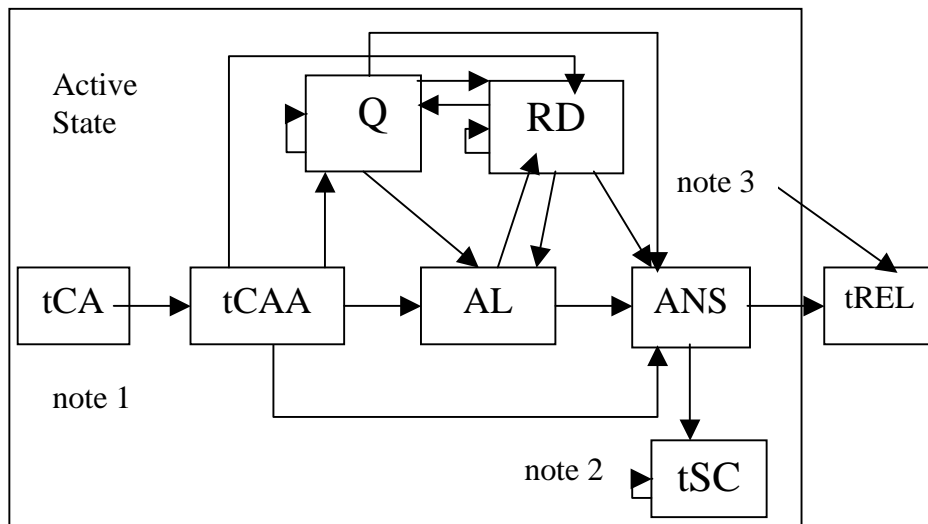 Active
State
Q
RD
note 3
tCA
tCAA
AL
ANS
tREL
note 1
note 2
tSC